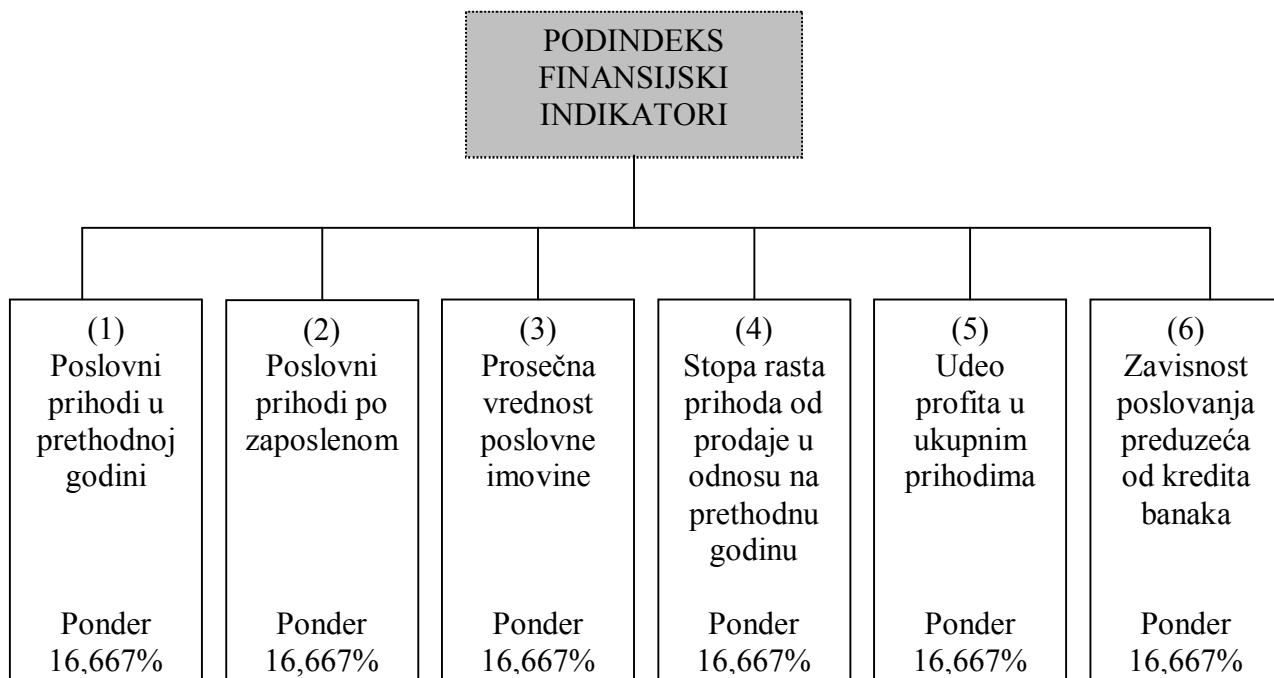 PODINDEKS
FINANSIJSKI
INDIKATORI
(1)
Poslovni
prihodi u
prethodnoj
godini
Ponder
16,667%
(2)
Poslovni
prihodi po
zaposlenom
Ponder
16,667%
(3)
Prosečna
vrednost
poslovne
imovine
Ponder
16,667%
(4)
Stopa rasta
prihoda od
prodaje u
odnosu na
prethodnu
godinu
Ponder
16,667%
(5)
Udeo
profita u
ukupnim
prihodima
Ponder
16,667%
(6)
Zavisnost
poslovanja
preduzeća
od kredita
banaka
Ponder
16,667%